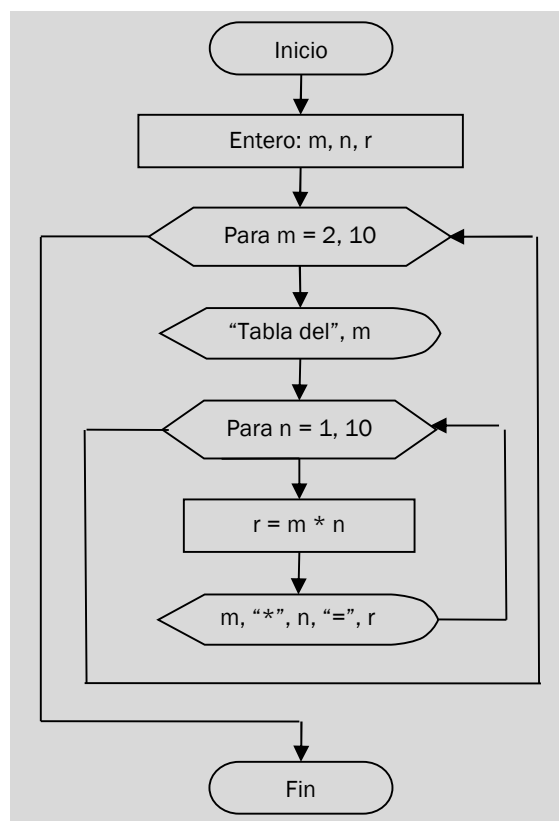 Inicio
Entero: m, n, r
Para m = 2, 10
“Tabla del”, m
Para n = 1, 10
r = m * n
m, “*”, n, “=”, r
Fin